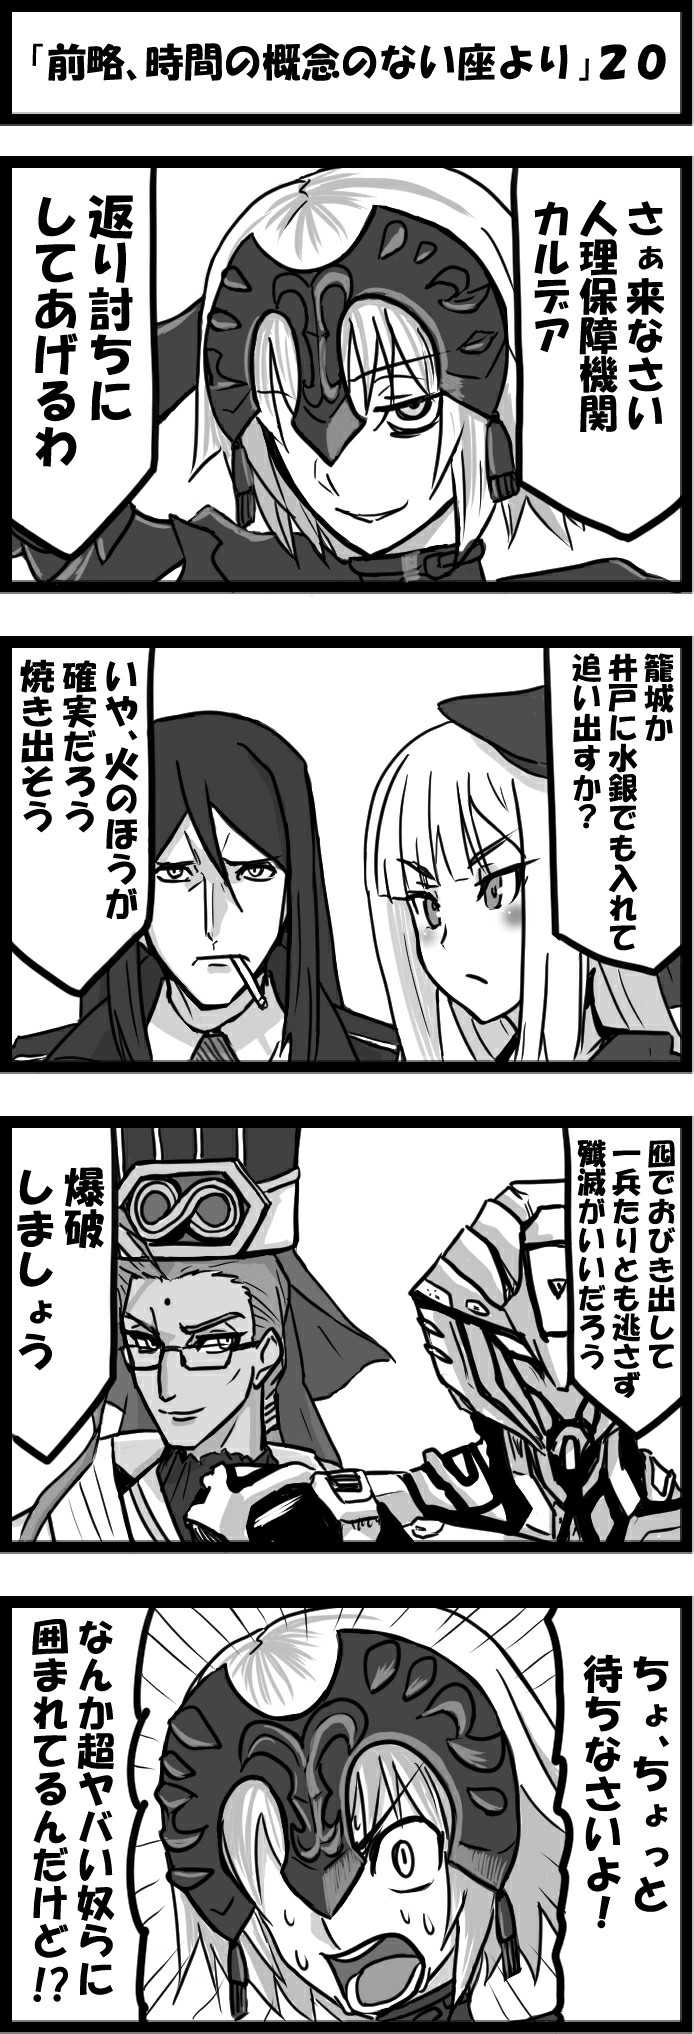 「前略、時間の概念のない座より」２０
さぁ来なさい
人理保障機関
カルデア
返り討ちに
してあげるわ
籠城か
井戸に水銀でも入れて
追い出すか？
いや、火のほうが
確実だろう
焼き出そう
囮でおびき出して
一兵たりとも逃さず
殲滅がいいだろう
爆破
しましょう
ちょ、ちょっと
待ちなさいよ！
なんか超ヤバい奴らに
囲まれてるんだけど！？